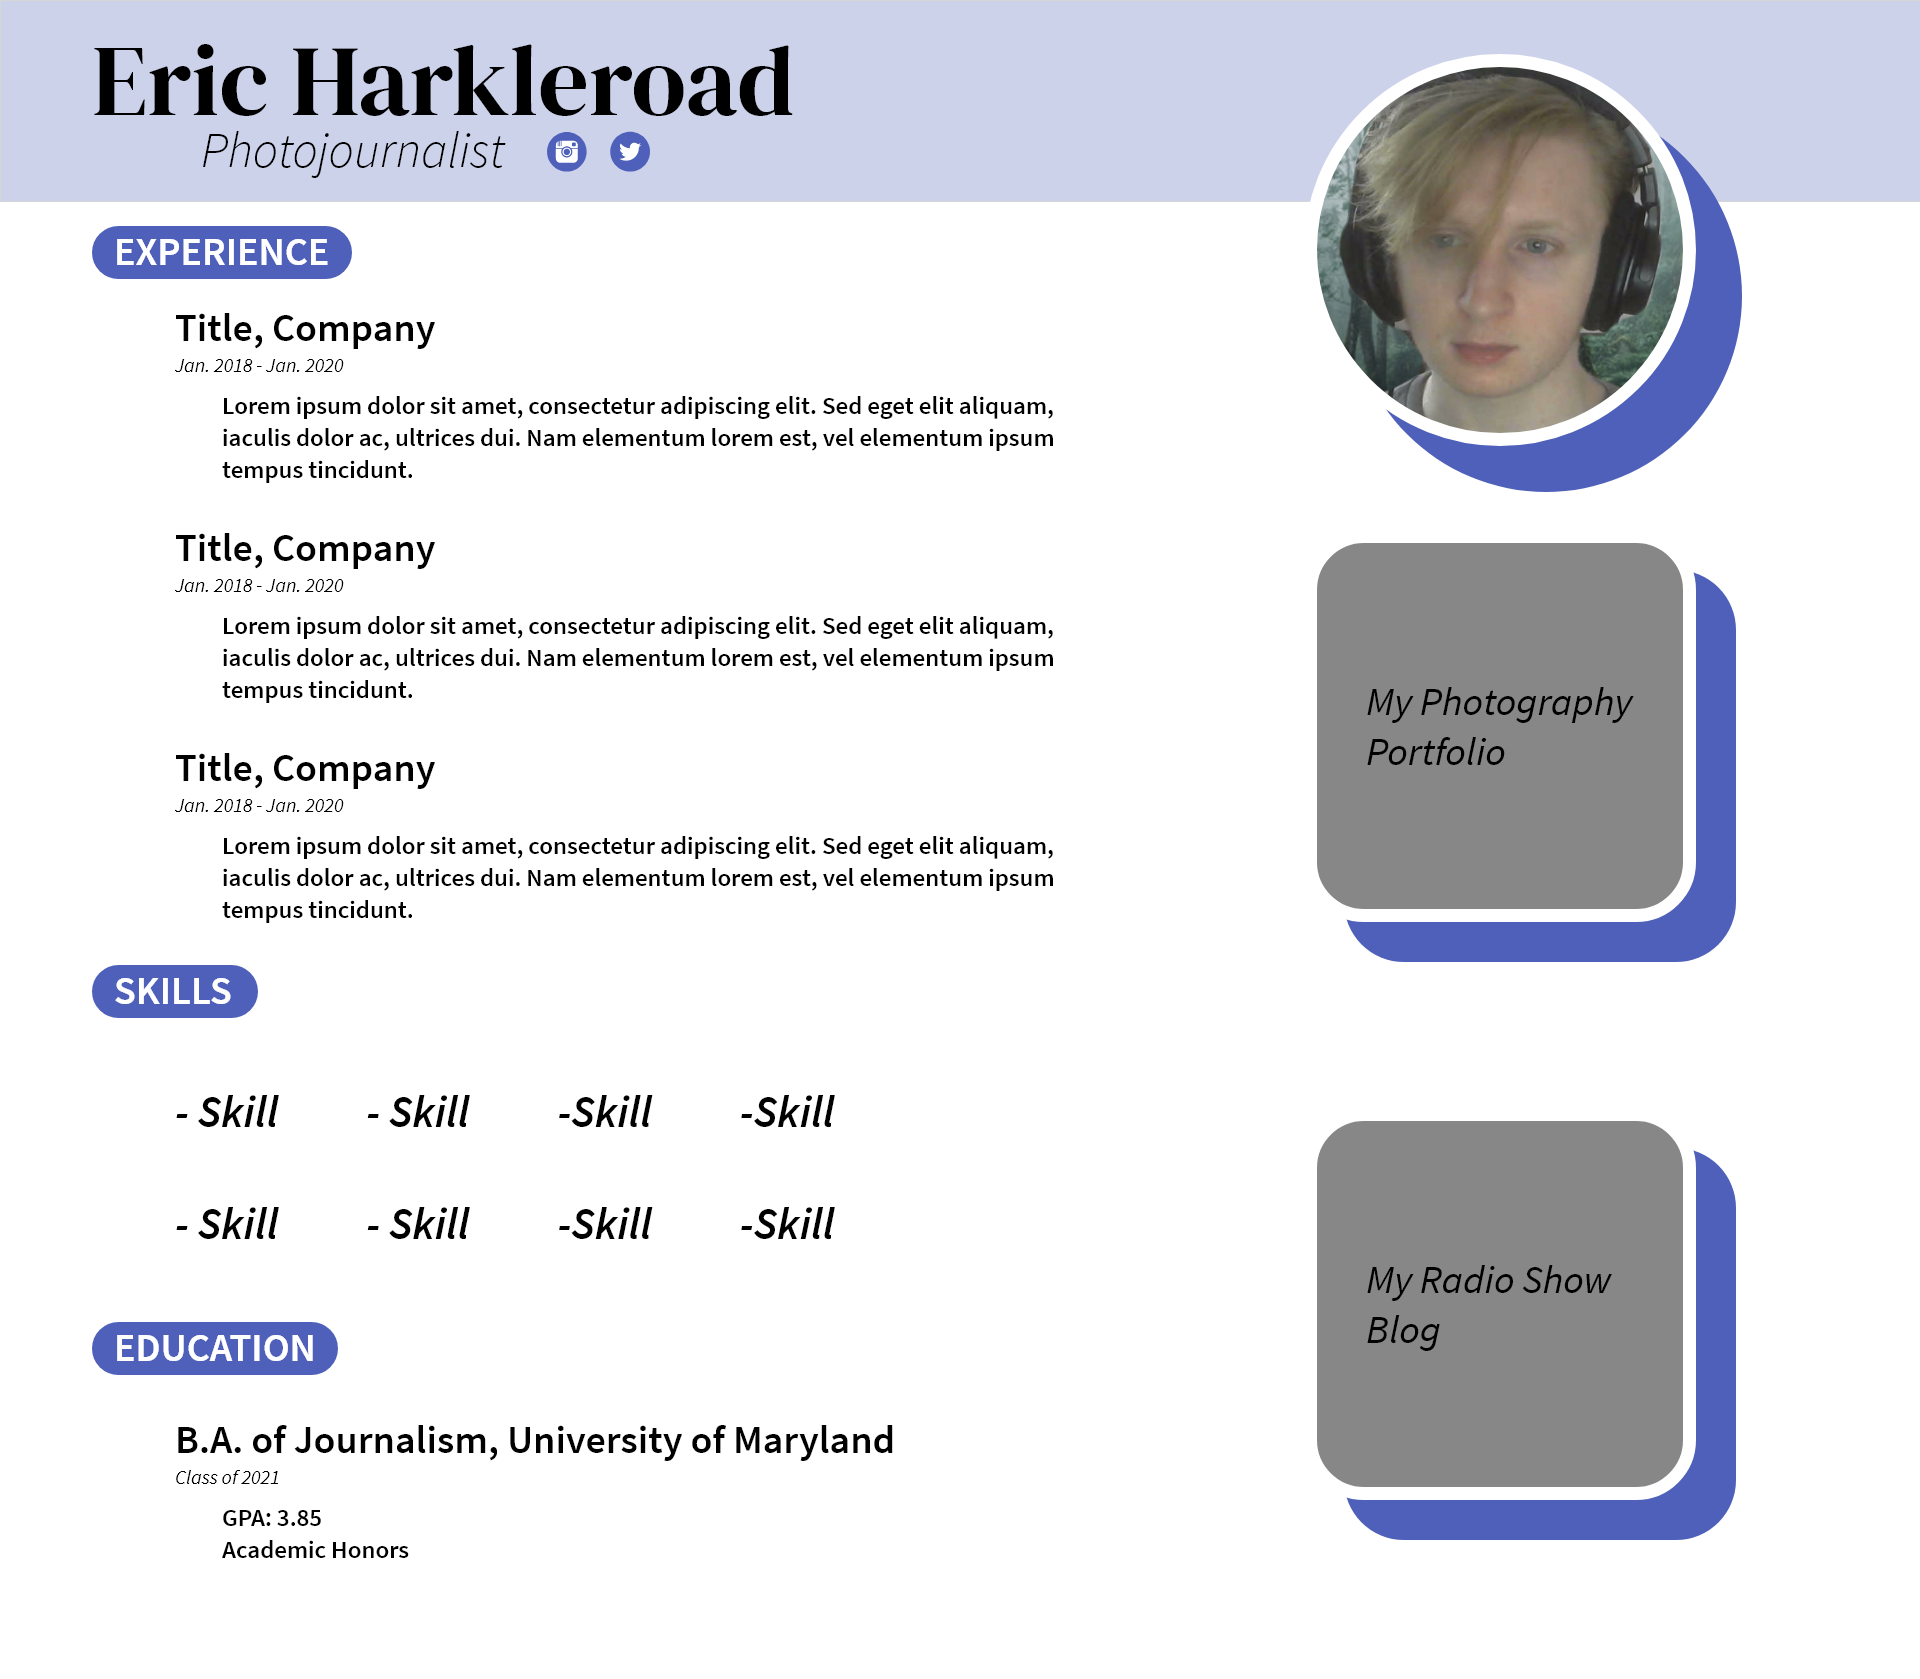 Eric Harkleroad
Photojournalist
EXPERIENCE
Title, Company
Jan. 2018 - Jan. 2020
Lorem ipsum dolor sit amet, consectetur adipiscing elit. Sed eget elit aliquam,
iaculis dolor ac, ultrices dui. Nam elementum lorem est, vel elementum ipsum
tempus tincidunt.
Title, Company
Jan. 2018 - Jan. 2020
Lorem ipsum dolor sit amet, consectetur adipiscing elit. Sed eget elit aliquam,
iaculis dolor ac, ultrices dui. Nam elementum lorem est, vel elementum ipsum
tempus tincidunt.
Title, Company
Jan. 2018 - Jan. 2020
Lorem ipsum dolor sit amet, consectetur adipiscing elit. Sed eget elit aliquam,
iaculis dolor ac, ultrices dui. Nam elementum lorem est, vel elementum ipsum
tempus tincidunt.
SKILLS
- Skill - Skill -Skill -Skill
- Skill - Skill -Skill -Skill
EDUCATION
B.A. of Journalism, University of Maryland
Class of 2021
GPA: 3.85
Academic Honors
My Photography
Portfolio
My Radio Show
Blog